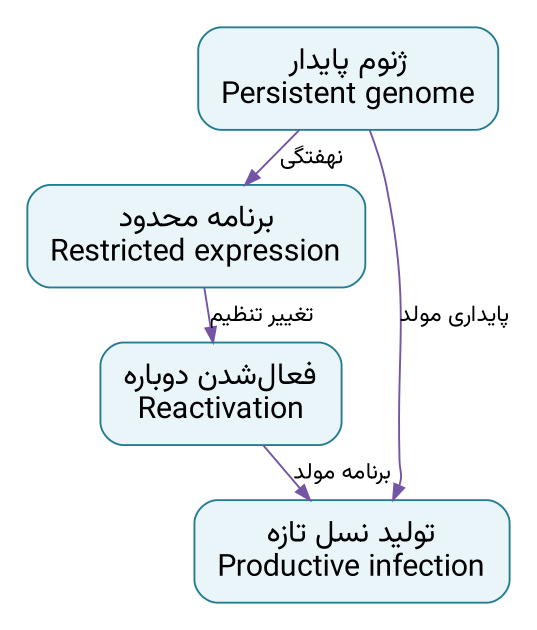 ژنوم پایدار
Persistent genome
نهفتگی
برنامه محدود
Restricted expression
تغییر تنظیم
پایداری مولد
فعال‌شدن دوباره
Reactivation
برنامه مولد
تولید نسل تازه
Productive infection